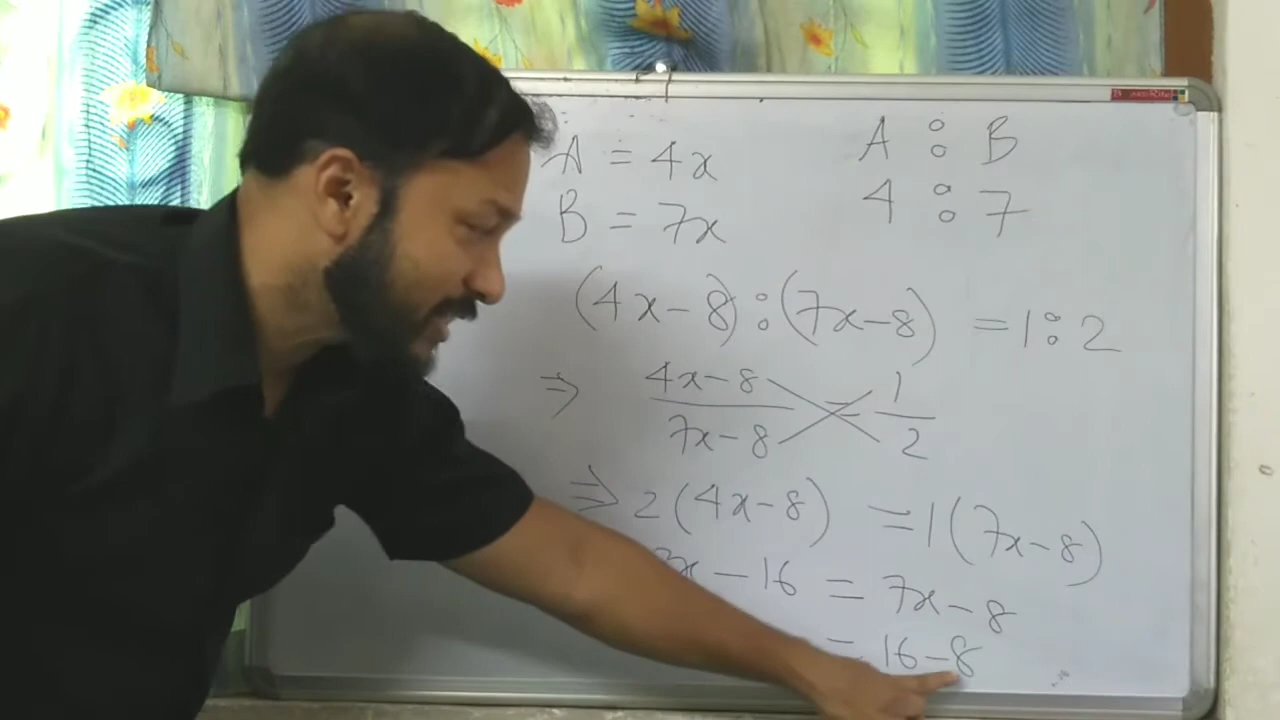 A = 4x
B = 7x
A : B
4 : 7
(4x-8) : (7x-8) = 1 : 2
⇒ 4x-8 / 7x-8 = 1 / 2
⇒ 2(4x-8) = 1(7x-8)
x - 16 = 7x - 8
= 16 - 8